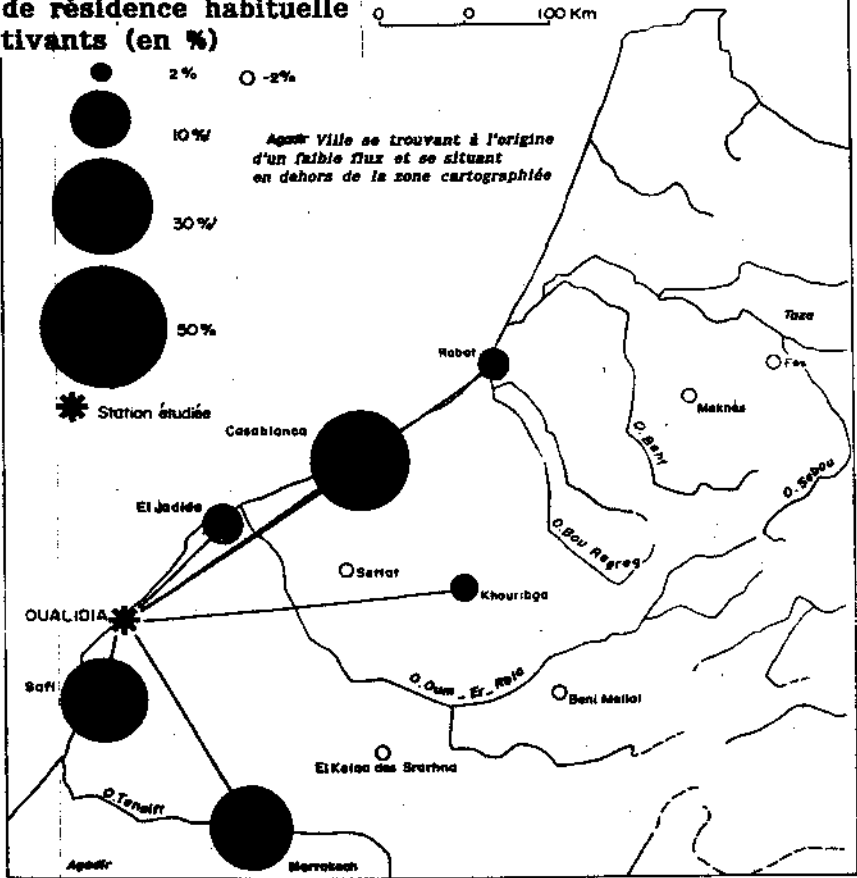 de résidence habituelle
tivants (en %)
0 0 100 Km
2% -2%
10%
Agadir Ville se trouvant à l'origine
d'un faible flux et se situant
en dehors de la zone cartographiée
30%
50%
Station étudiée
Taza
Rabat
Fes
Meknès
Casablanca
O. Beht
O. Sebou
El Jadida
O. Bou Regreg
Settat
Khouribga
OUALIDIA
O. Oum_Er_Rbia
Safi
Beni Mellal
El Kelaa des Srarhna
O. Tensift
Agadir
Marrakech